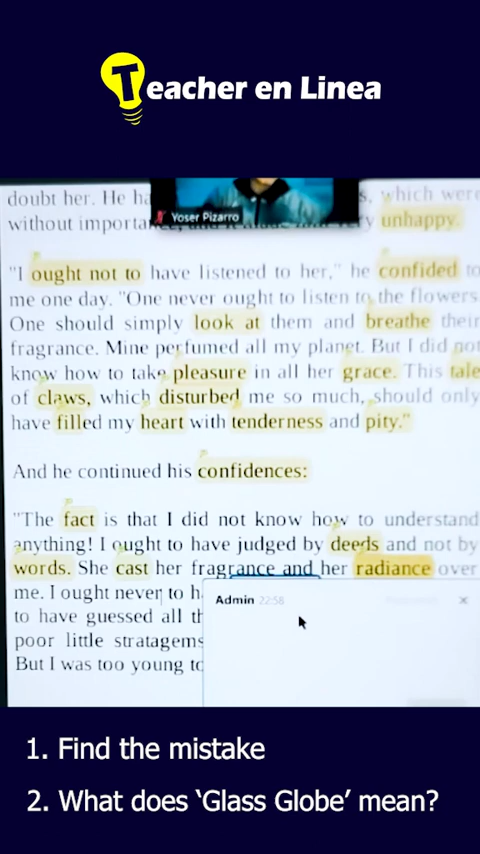 Teacher en Linea
doubt her. He ha s, which were
without importa very unhappy.
Yoser Pizarro
"I ought not to have listened to her," he confided to
me one day. "One never ought to listen to the flowers.
One should simply look at them and breathe their
fragrance. Mine perfumed all my planet. But I did not
know how to take pleasure in all her grace. This tale
of claws, which disturbed me so much, should only
have filled my heart with tenderness and pity."
And he continued his confidences:
"The fact is that I did not know how to understand
anything! I ought to have judged by deeds and not by
words. She cast her fragrance and her radiance over
me. I ought never to h
to have guessed all th
poor little stratagems
But I was too young to
Admin 22:58
1. Find the mistake
2. What does 'Glass Globe' mean?